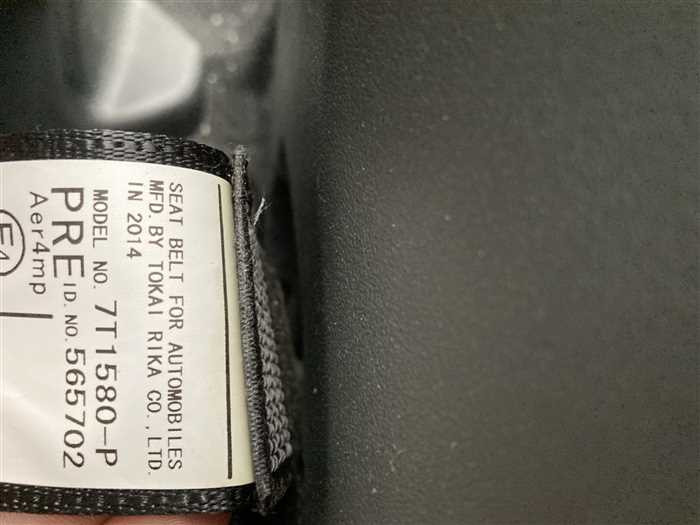 SEAT BELT FOR AUTOMOBILES
MFD. BY TOKAI RIKA CO., LTD.
IN 2014
MODEL NO. 7T1580-P
PRE ID. NO. 565702
Aer4mp
E4